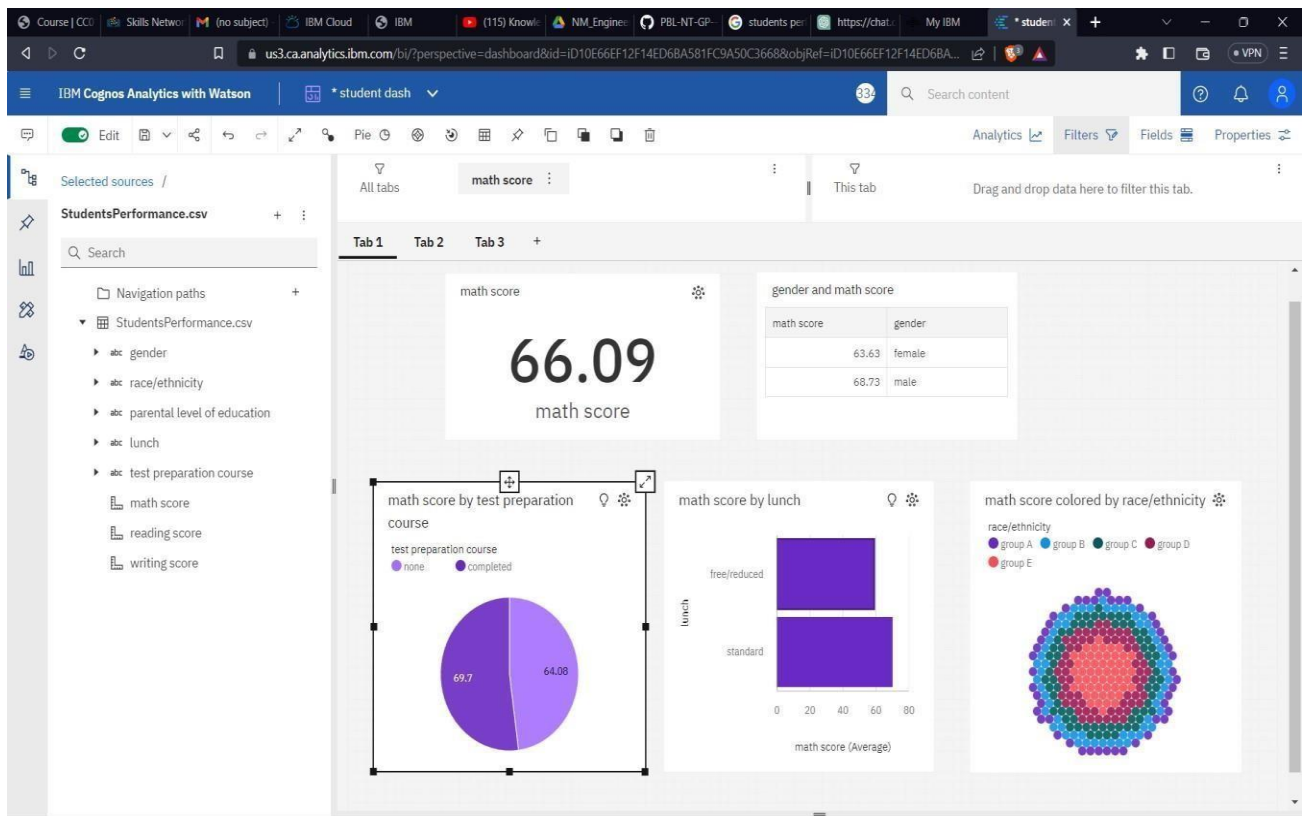 Course | CCD
Skills Networ
(no subject)
IBM Cloud
IBM
(115) Knowle
NM_Enginee
PBL-NT-GP-
students per
https://chat.c
My IBM
* student
us3.ca.analytics.ibm.com/bi/?perspective=dashboard&id=iD10E66EF12F14ED6BA581FC9A50C3668&objRef=iD10E66EF12F14ED6BA...
VPN
IBM Cognos Analytics with Watson
* student dash
334
Search content
Edit
Pie
Analytics
Filters
Fields
Properties
Selected sources /
StudentsPerformance.csv
Search
Navigation paths
StudentsPerformance.csv
abc gender
abc race/ethnicity
abc parental level of education
abc lunch
abc test preparation course
math score
reading score
writing score
All tabs
math score
This tab
Drag and drop data here to filter this tab.
Tab 1
Tab 2
Tab 3
math score
66.09
math score
gender and math score
math score gender
63.63 female
68.73 male
math score by test preparation
course
test preparation course
none completed
69.7
64.08
math score by lunch
lunch
free/reduced
standard
0 20 40 60 80
math score (Average)
math score colored by race/ethnicity
race/ethnicity
group A group B group C group D
group E